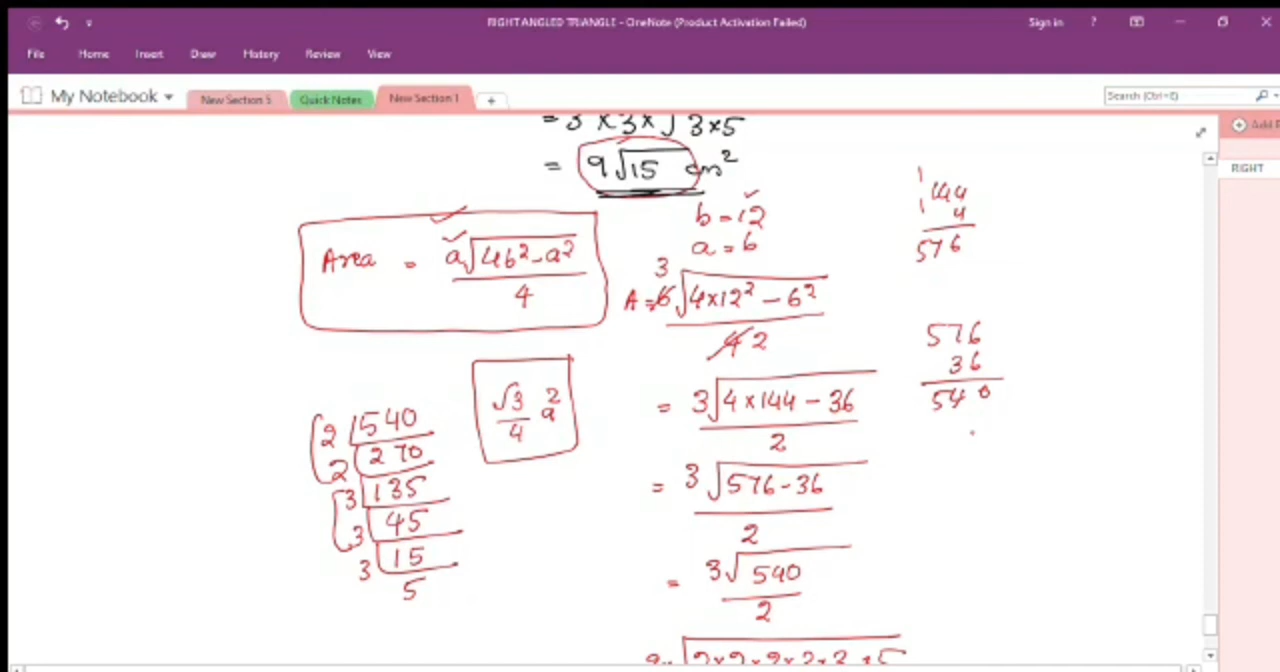 RIGHT ANGLED TRIANGLE - OneNote (Product Activation Failed)
Sign in ?
File Home Insert Draw History Review View
My Notebook
New Section 5
Quick Notes
New Section 1
+
Search (Ctrl+E)
Add
RIGHT
= 3 × 3 × √3×5
= 9√15 cm²
b = 12
a = 6
Area = a√4b²-a² / 4
A = 6√4×12² - 6² / 4
3
2
= 3√4×144 - 36 / 2
= 3√576-36 / 2
= 3√540 / 2
√3/4 a²
2 | 540
2 | 270
3 | 135
3 | 45
3 | 15
5
1
1
144
4
576
576
36
540